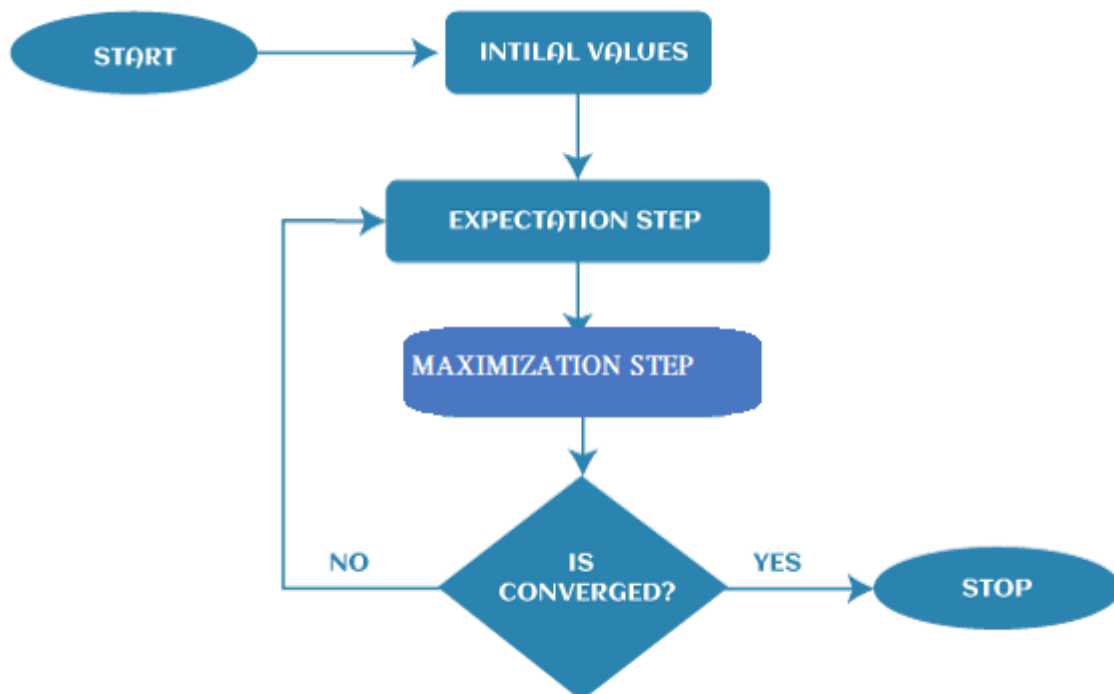 START
INTILAL VALUES
EXPECTATION STEP
MAXIMIZATION STEP
IS
CONVERGED?
NO
YES
STOP